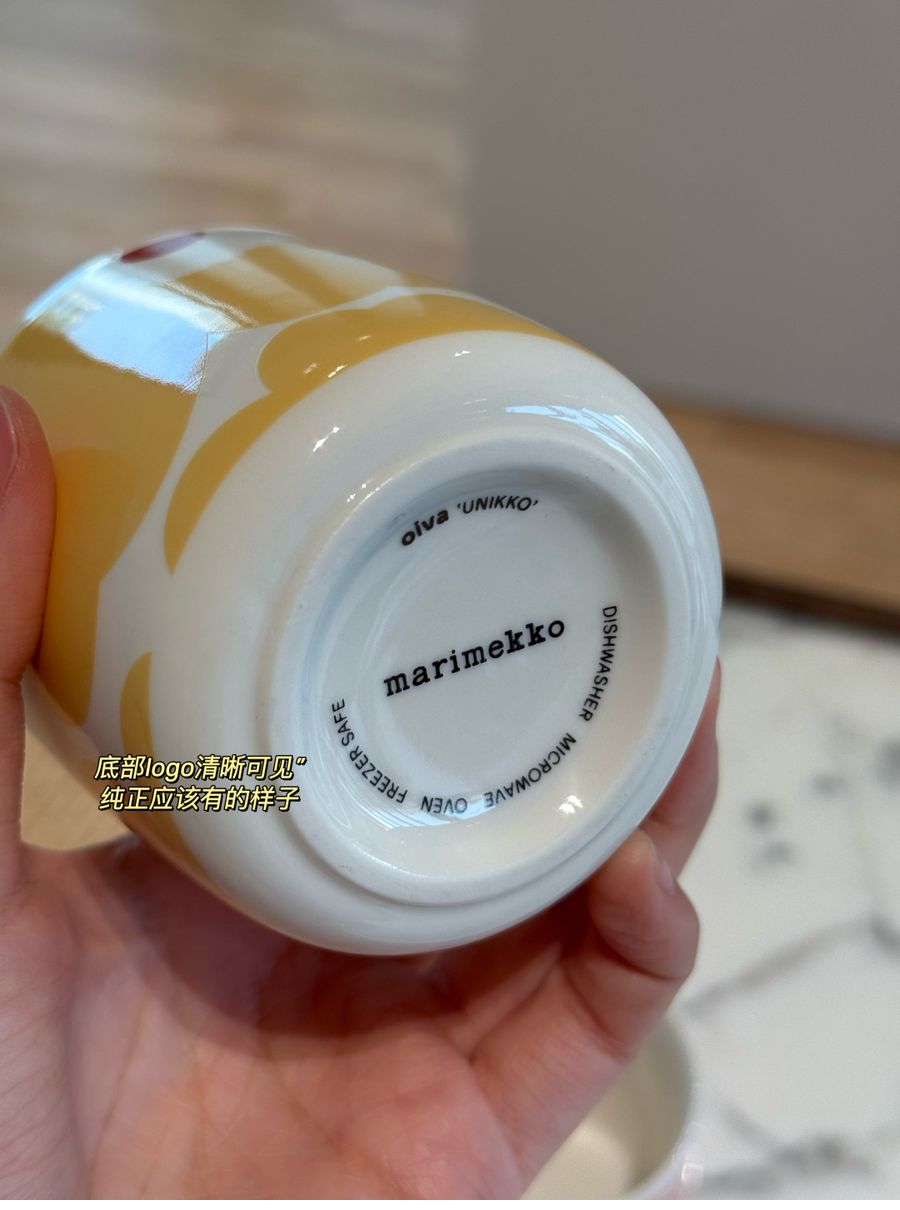 oiva ‘UNIKKO’
marimekko
DISHWASHER MICROWAVE OVEN FREEZER SAFE
底部logo清晰可见”
纯正应该有的样子